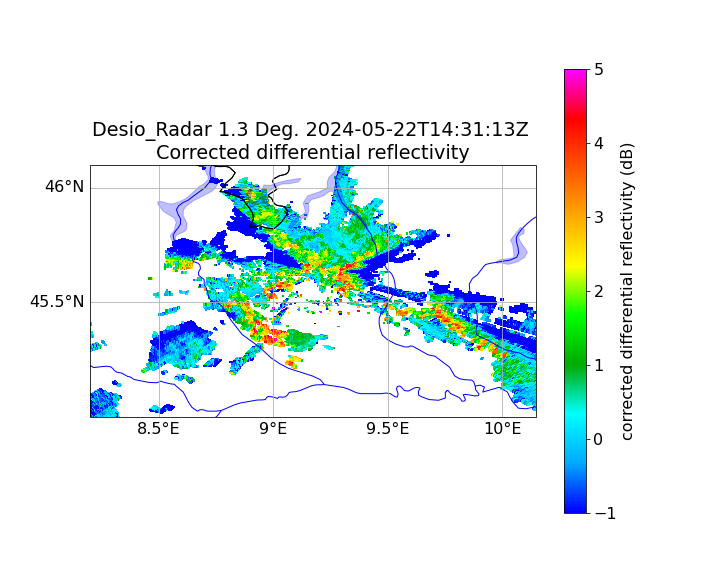 Desio_Radar 1.3 Deg. 2024-05-22T14:31:13Z
Corrected differential reflectivity
46°N
45.5°N
8.5°E
9°E
9.5°E
10°E
5
4
3
2
1
0
−1
corrected differential reflectivity (dB)